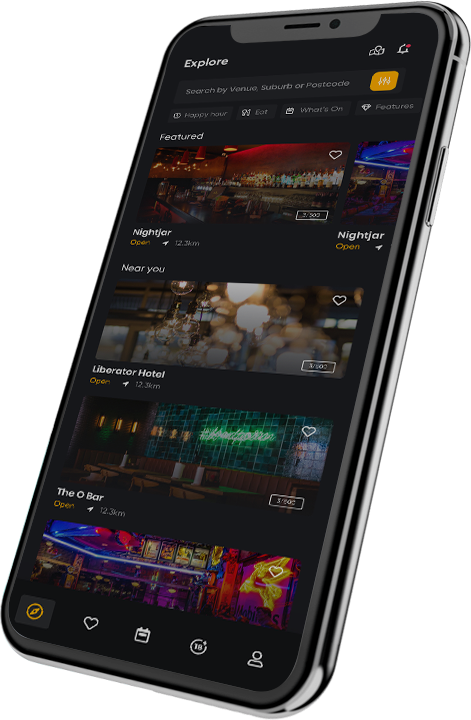 Explore
Search by Venue, Suburb or Postcode
Happy hour
Eat
What's On
Features
Featured
3/500
Nightjar
Open 12.3km
Nightjar
Open
Near you
3/500
Liberator Hotel
Open 12.3km
3/500
The O Bar
Open 12.3km
18